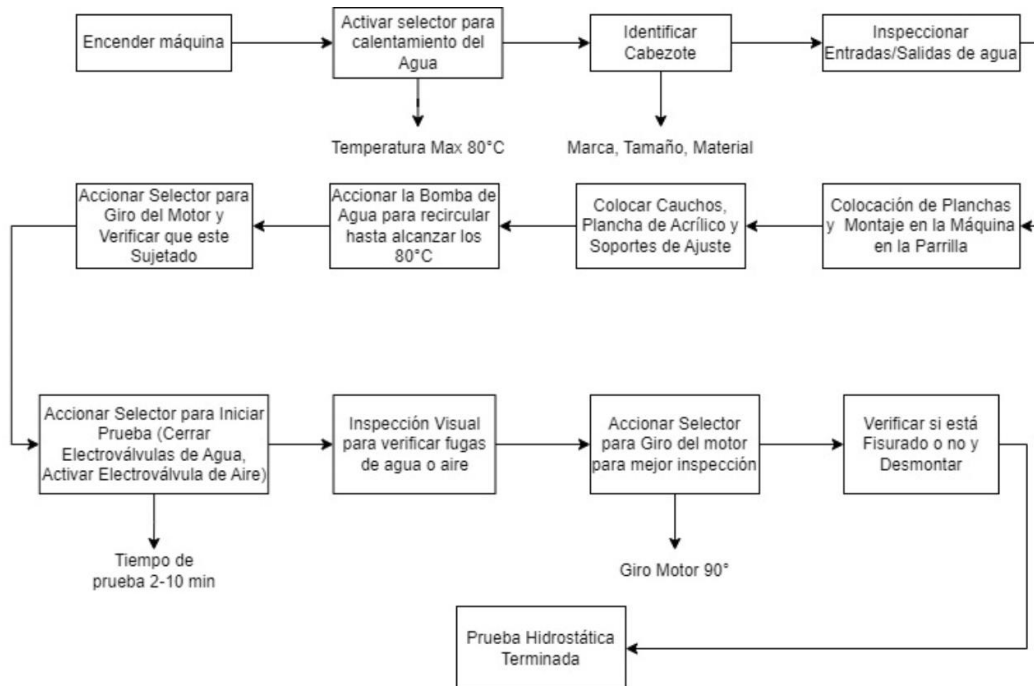 Encender máquina
Activar selector para
calentamiento del
Agua
Identificar
Cabezote
Inspeccionar
Entradas/Salidas de agua
Temperatura Max 80°C
Marca, Tamaño, Material
Colocación de Planchas
y Montaje en la Máquina
en la Parrilla
Colocar Cauchos,
Plancha de Acrílico y
Soportes de Ajuste
Accionar la Bomba de
Agua para recircular
hasta alcanzar los
80°C
Accionar Selector para
Giro del Motor y
Verificar que este
Sujetado
Accionar Selector para Iniciar
Prueba (Cerrar
Electroválvulas de Agua,
Activar Electroválvula de Aire)
Inspección Visual
para verificar fugas
de agua o aire
Accionar Selector
para Giro del motor
para mejor inspección
Verificar si está
Fisurado o no y
Desmontar
Tiempo de
prueba 2-10 min
Giro Motor 90°
Prueba Hidrostática
Terminada